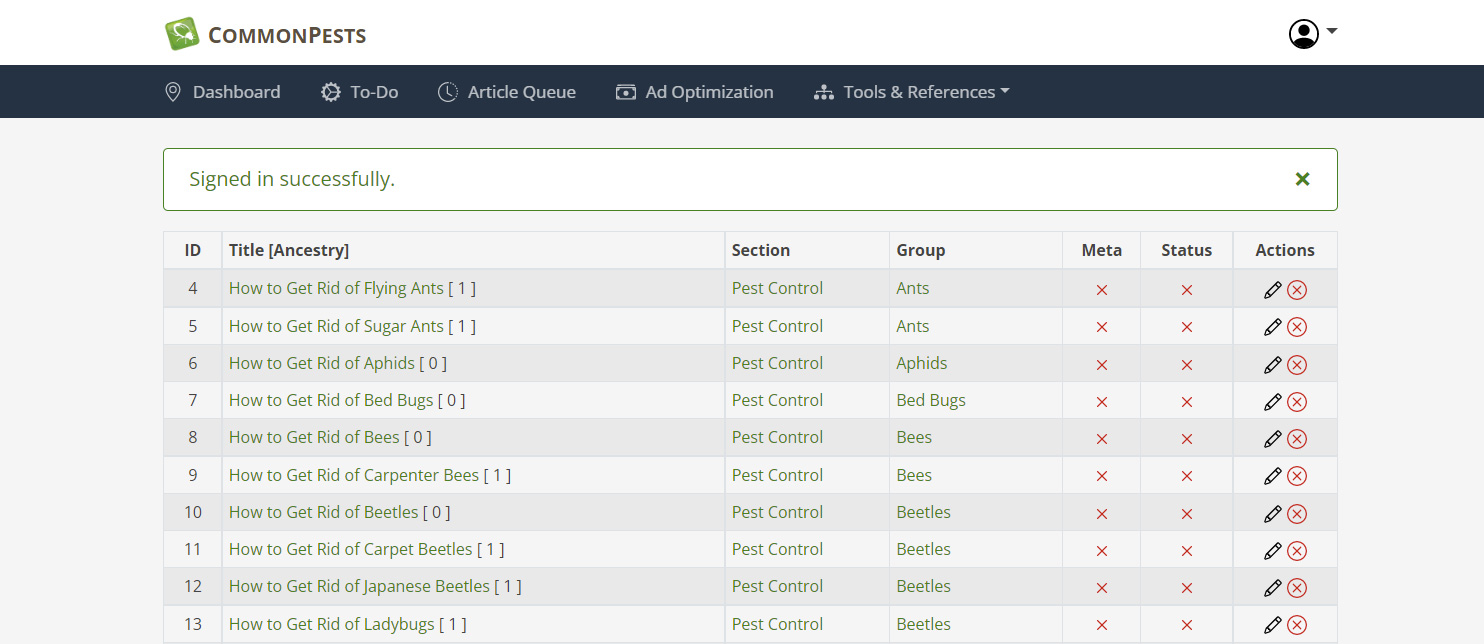 CommonPests
Dashboard To-Do Article Queue Ad Optimization Tools & References
Signed in successfully.
ID Title [Ancestry] Section Group Meta Status Actions
4 How to Get Rid of Flying Ants [ 1 ] Pest Control Ants
5 How to Get Rid of Sugar Ants [ 1 ] Pest Control Ants
6 How to Get Rid of Aphids [ 0 ] Pest Control Aphids
7 How to Get Rid of Bed Bugs [ 0 ] Pest Control Bed Bugs
8 How to Get Rid of Bees [ 0 ] Pest Control Bees
9 How to Get Rid of Carpenter Bees [ 1 ] Pest Control Bees
10 How to Get Rid of Beetles [ 0 ] Pest Control Beetles
11 How to Get Rid of Carpet Beetles [ 1 ] Pest Control Beetles
12 How to Get Rid of Japanese Beetles [ 1 ] Pest Control Beetles
13 How to Get Rid of Ladybugs [ 1 ] Pest Control Beetles